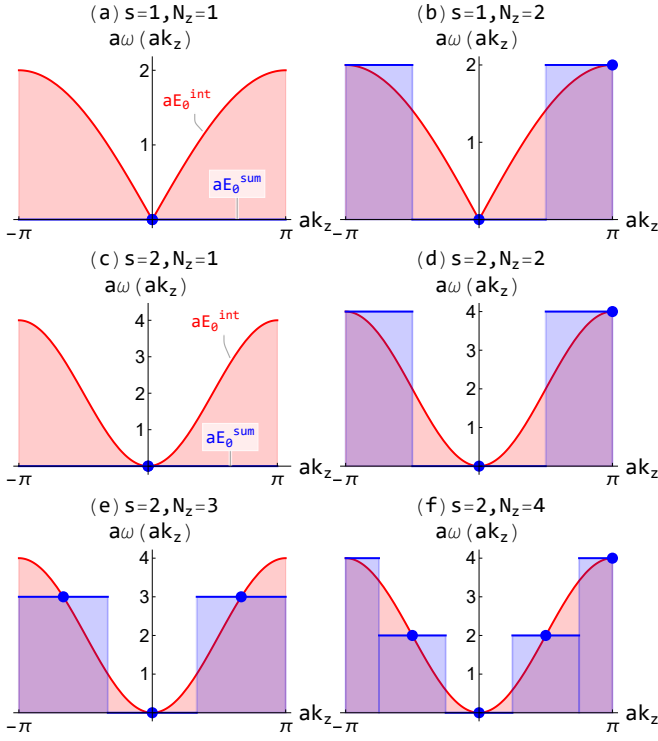 (a) s=1, N_z=1
aω(ak_z)
2
aE_0^int
1
aE_0^sum
ak_z
-π
π
(b) s=1, N_z=2
aω(ak_z)
2
1
ak_z
-π
π
(c) s=2, N_z=1
aω(ak_z)
4
aE_0^int
3
2
1
aE_0^sum
ak_z
-π
π
(d) s=2, N_z=2
aω(ak_z)
4
3
2
1
ak_z
-π
π
(e) s=2, N_z=3
aω(ak_z)
4
3
2
1
ak_z
-π
π
(f) s=2, N_z=4
aω(ak_z)
4
3
2
1
ak_z
-π
π